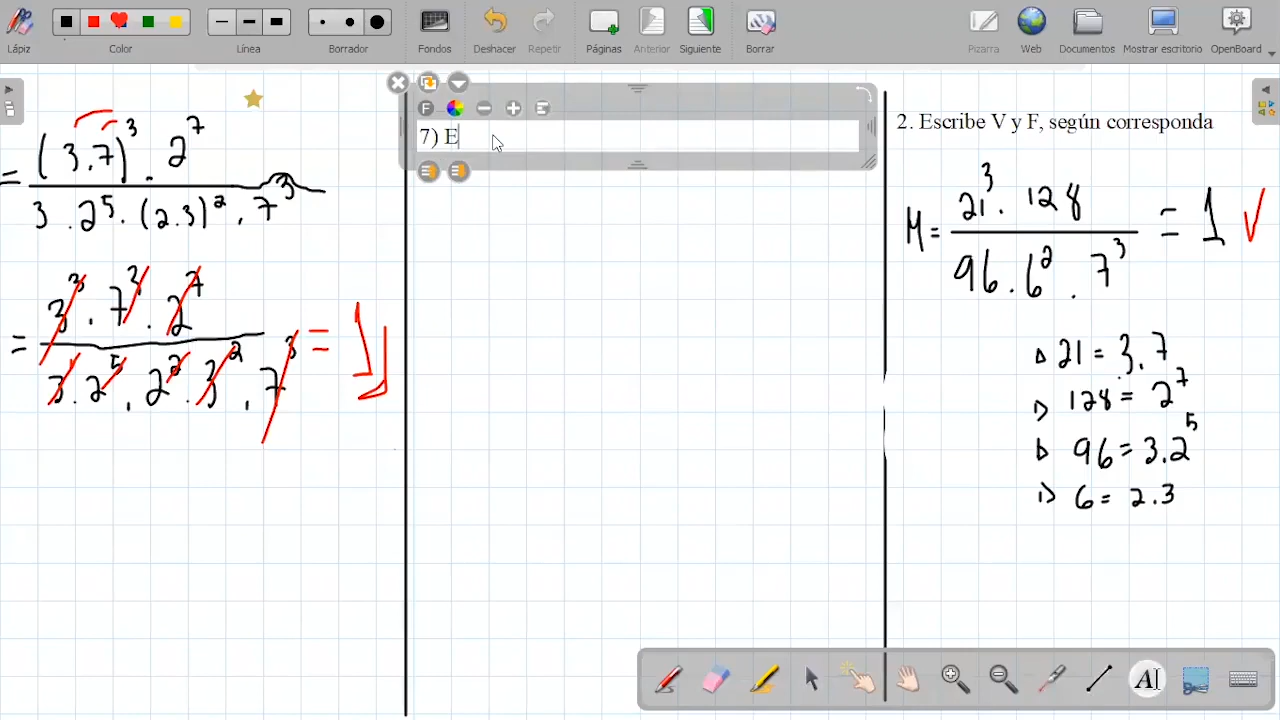 Lápiz
Color
Línea
Borrador
Fondos
Deshacer
Repetir
Páginas
Anterior
Siguiente
Borrar
Pizarra
Web
Documentos
Mostrar escritorio
OpenBoard
= (3.7)³ . 2⁷
3 . 2⁵ . (2.3)² . 7³
= 3³ . 7³ . 2⁷
3 . 2⁵ . 2² . 3² . 7³ = 1
F
7) E
2. Escribe V y F, según corresponda
M = 21³ . 128
96 . 6² . 7³ = 1 ✓
21 = 3.7
128 = 2⁷
96 = 3.2⁵
6 = 2.3
AI